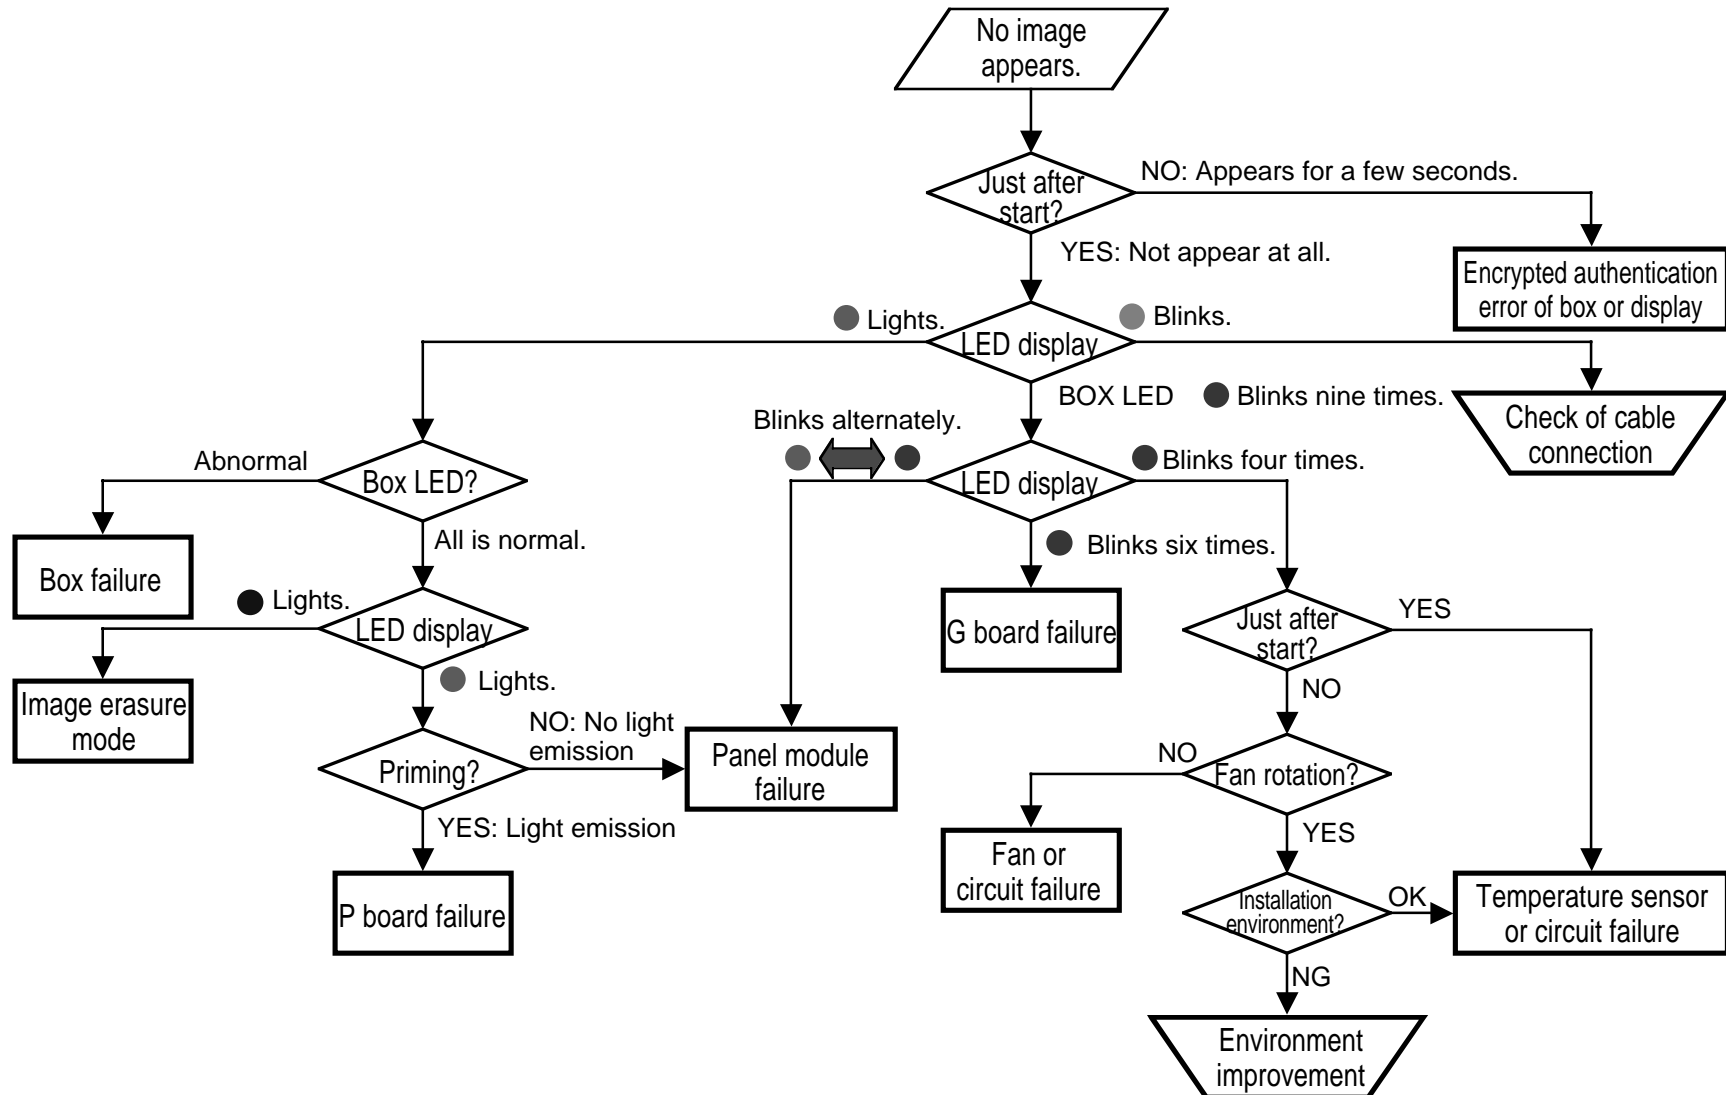 No image
appears.
Just after
start?
NO: Appears for a few seconds.
YES: Not appear at all.
Encrypted authentication
error of box or display
Lights.
LED display
Blinks.
BOX LED
Blinks nine times.
Check of cable
connection
Blinks alternately.
LED display
Blinks four times.
Abnormal
Box LED?
All is normal.
Blinks six times.
Box failure
Lights.
LED display
G board failure
Just after
start?
YES
NO
Image erasure
mode
Lights.
NO: No light
emission
Priming?
Panel module
failure
NO
Fan rotation?
YES
YES: Light emission
P board failure
Fan or
circuit failure
Installation
environment?
OK
Temperature sensor
or circuit failure
NG
Environment
improvement